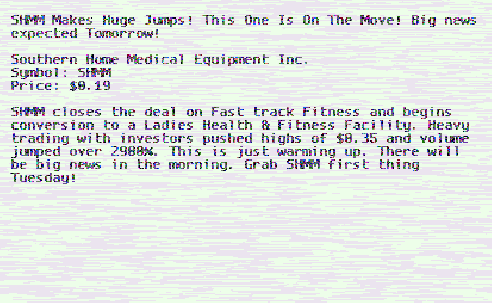 SHMM Makes Huge Jumps! This One Is On The Move! Big news
expected Tomorrow!
Southern Home Medical Equipment Inc.
Symbol: SHMM
Price: $0.19
SHMM closes the deal on Fast track Fitness and begins
conversion to a Ladies Health & Fitness Facility. Heavy
trading with investors pushed highs of $0.35 and volume
jumped over 2900%. This is just warming up. There will
be big news in the morning. Grab SHMM first thing
Tuesday!